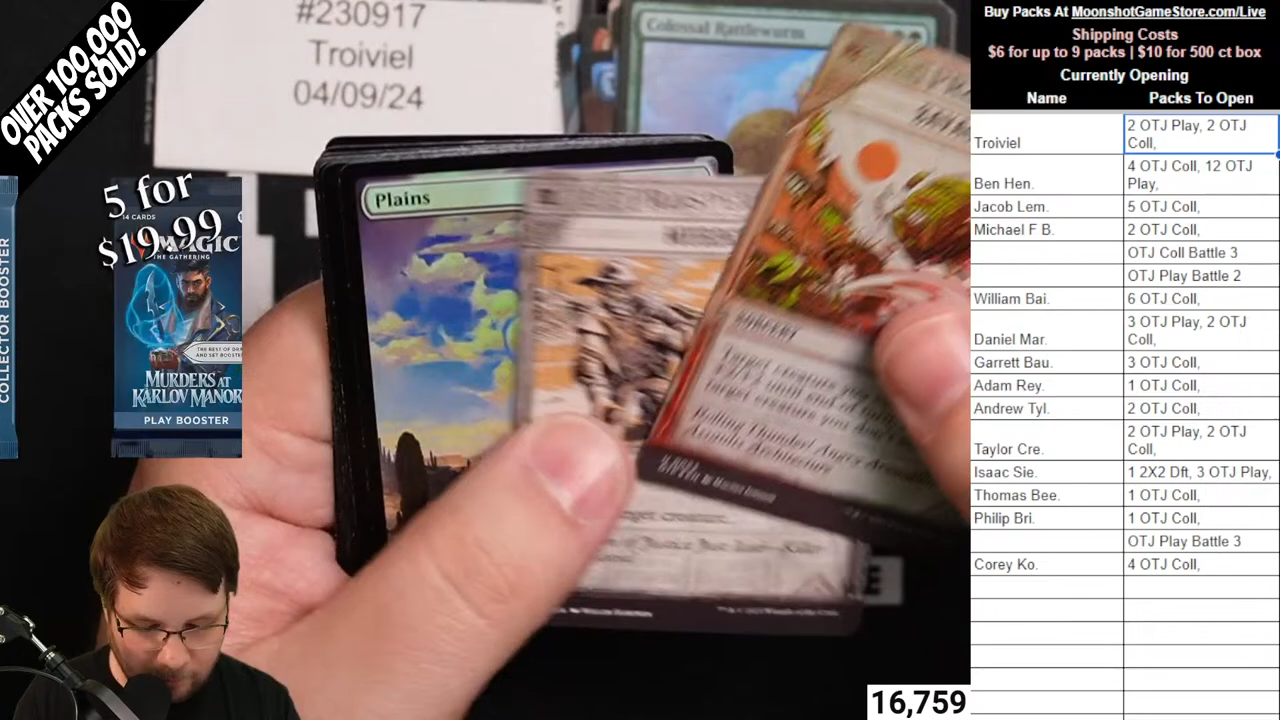 OVER 100,000
PACKS SOLD!
#230917
Troiviel
04/09/24
Colossal Rattlewurm
Plains
SORCERY
COLLECTOR BOOSTER
5 for
$19.99
14 CARDS
MAGIC
THE GATHERING
MURDERS AT
KARLOV MANOR
PLAY BOOSTER
16,759
Buy Packs At MoonshotGameStore.com/Live
Shipping Costs
$6 for up to 9 packs | $10 for 500 ct box
Currently Opening
Name Packs To Open
Troiviel 2 OTJ Play, 2 OTJ
Coll,
Ben Hen. 4 OTJ Coll, 12 OTJ
Play,
Jacob Lem. 5 OTJ Coll,
Michael F B. 2 OTJ Coll,
OTJ Coll Battle 3
OTJ Play Battle 2
William Bai. 6 OTJ Coll,
Daniel Mar. 3 OTJ Play, 2 OTJ
Coll,
Garrett Bau. 3 OTJ Coll,
Adam Rey. 1 OTJ Coll,
Andrew Tyl. 2 OTJ Coll,
Taylor Cre. 2 OTJ Play, 2 OTJ
Coll,
Isaac Sie. 1 2X2 Dft, 3 OTJ Play,
Thomas Bee. 1 OTJ Coll,
Philip Bri. 1 OTJ Coll,
OTJ Play Battle 3
Corey Ko. 4 OTJ Coll,